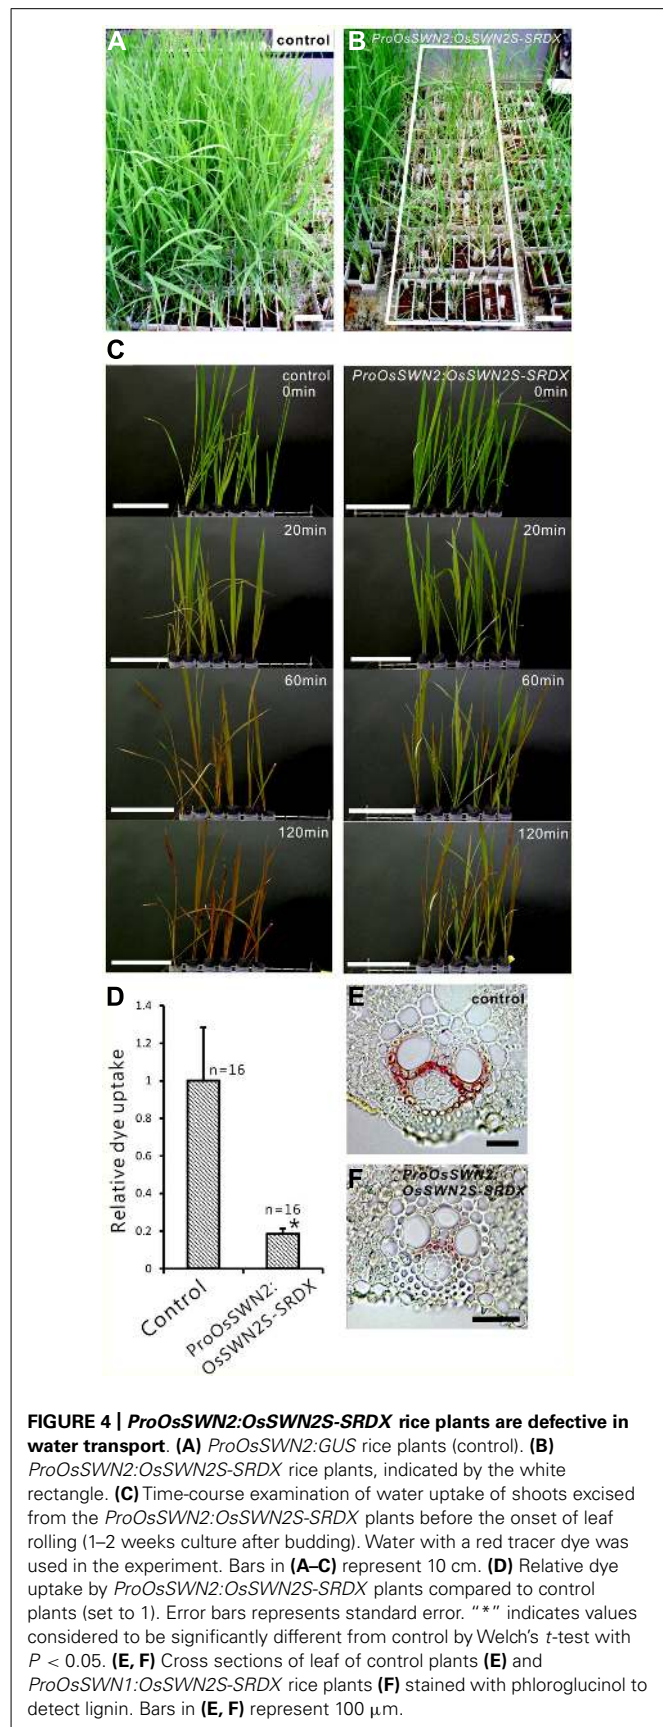 A
control
B
ProOsSWN2:OsSWN2S-SRDX
C
control
0min
ProOsSWN2:OsSWN2S-SRDX
0min
20min
20min
60min
60min
120min
120min
D
Relative dye uptake
1.4
1.2
1
0.8
0.6
0.4
0.2
0
n=16
n=16
*
Control
ProOsSWN2:
OsSWN2S-SRDX
E
control
F
ProOsSWN2:
OsSWN2S-SRDX
FIGURE 4 | ProOsSWN2:OsSWN2S-SRDX rice plants are defective in
water transport. (A) ProOsSWN2:GUS rice plants (control). (B)
ProOsSWN2:OsSWN2S-SRDX rice plants, indicated by the white
rectangle. (C) Time-course examination of water uptake of shoots excised
from the ProOsSWN2:OsSWN2S-SRDX plants before the onset of leaf
rolling (1–2 weeks culture after budding). Water with a red tracer dye was
used in the experiment. Bars in (A–C) represent 10 cm. (D) Relative dye
uptake by ProOsSWN2:OsSWN2S-SRDX plants compared to control
plants (set to 1). Error bars represents standard error. “*” indicates values
considered to be significantly different from control by Welch’s t-test with
P < 0.05. (E, F) Cross sections of leaf of control plants (E) and
ProOsSWN1:OsSWN2S-SRDX rice plants (F) stained with phloroglucinol to
detect lignin. Bars in (E, F) represent 100 μm.